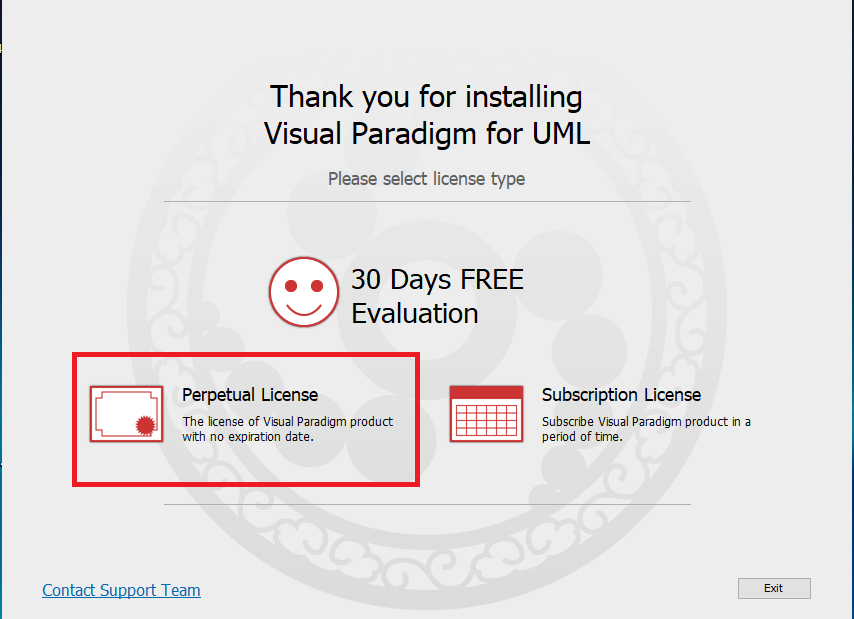 Thank you for installing
Visual Paradigm for UML
Please select license type
30 Days FREE
Evaluation
Perpetual License
The license of Visual Paradigm product
with no expiration date.
Subscription License
Subscribe Visual Paradigm product in a
period of time.
Contact Support Team
Exit